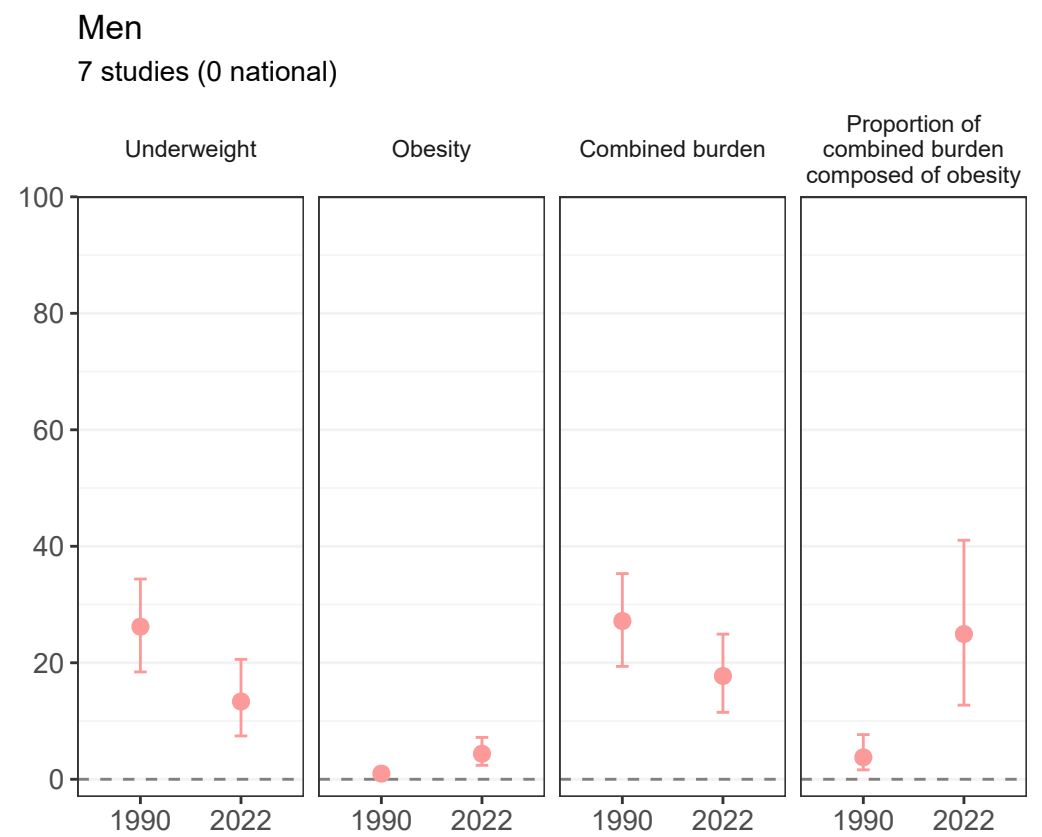 Men
7 studies (0 national)
Underweight
Obesity
Combined burden
Proportion of
combined burden
composed of obesity
100
80
60
40
20
0
1990 2022
1990 2022
1990 2022
1990 2022